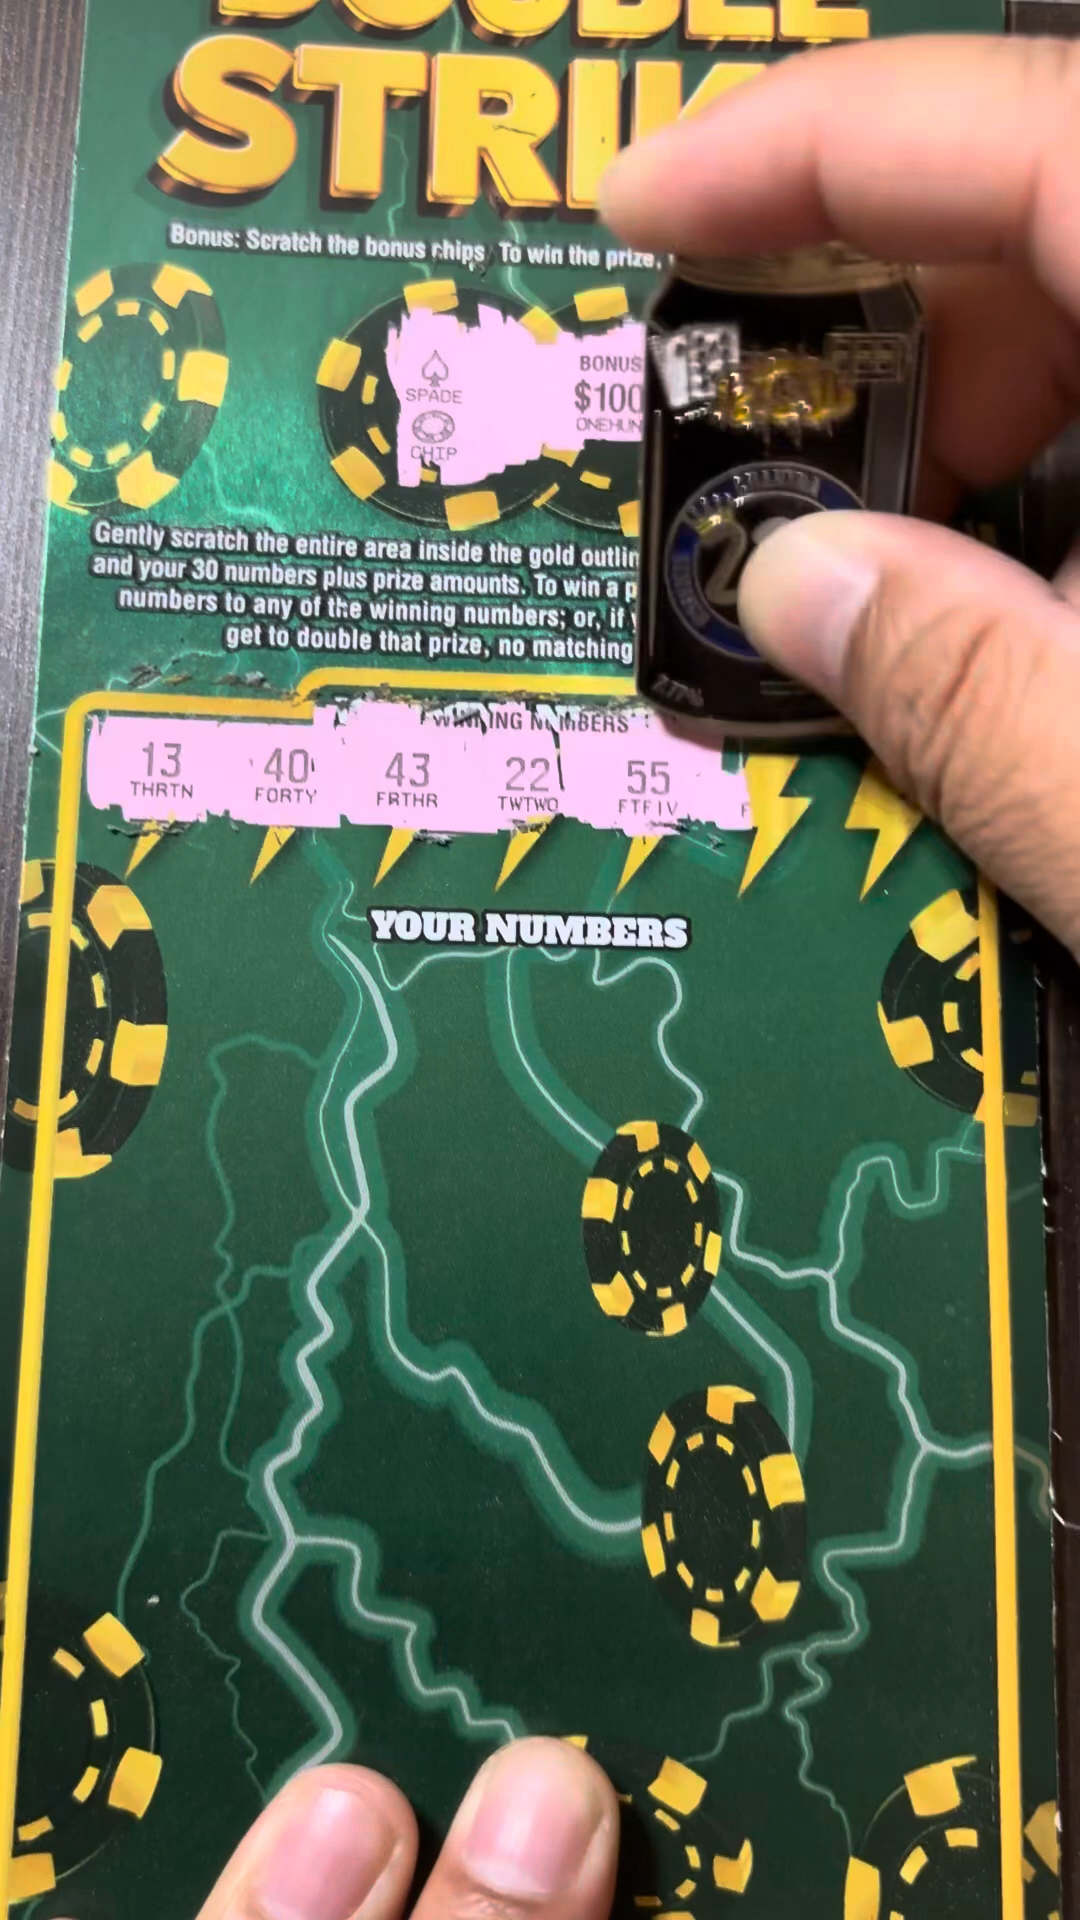 DOUBLE
STRIK
Bonus: Scratch the bonus chips. To win the prize,
SPADE
CHIP
BONUS
$100
ONEHUN
Gently scratch the entire area inside the gold outlin
and your 30 numbers plus prize amounts. To win a p
numbers to any of the winning numbers; or, if
get to double that prize, no matching
WINNING NUMBERS
13 40 43 22 55
THRTN FORTY FRTHR TWTWO FTFIV F
YOUR NUMBERS
2